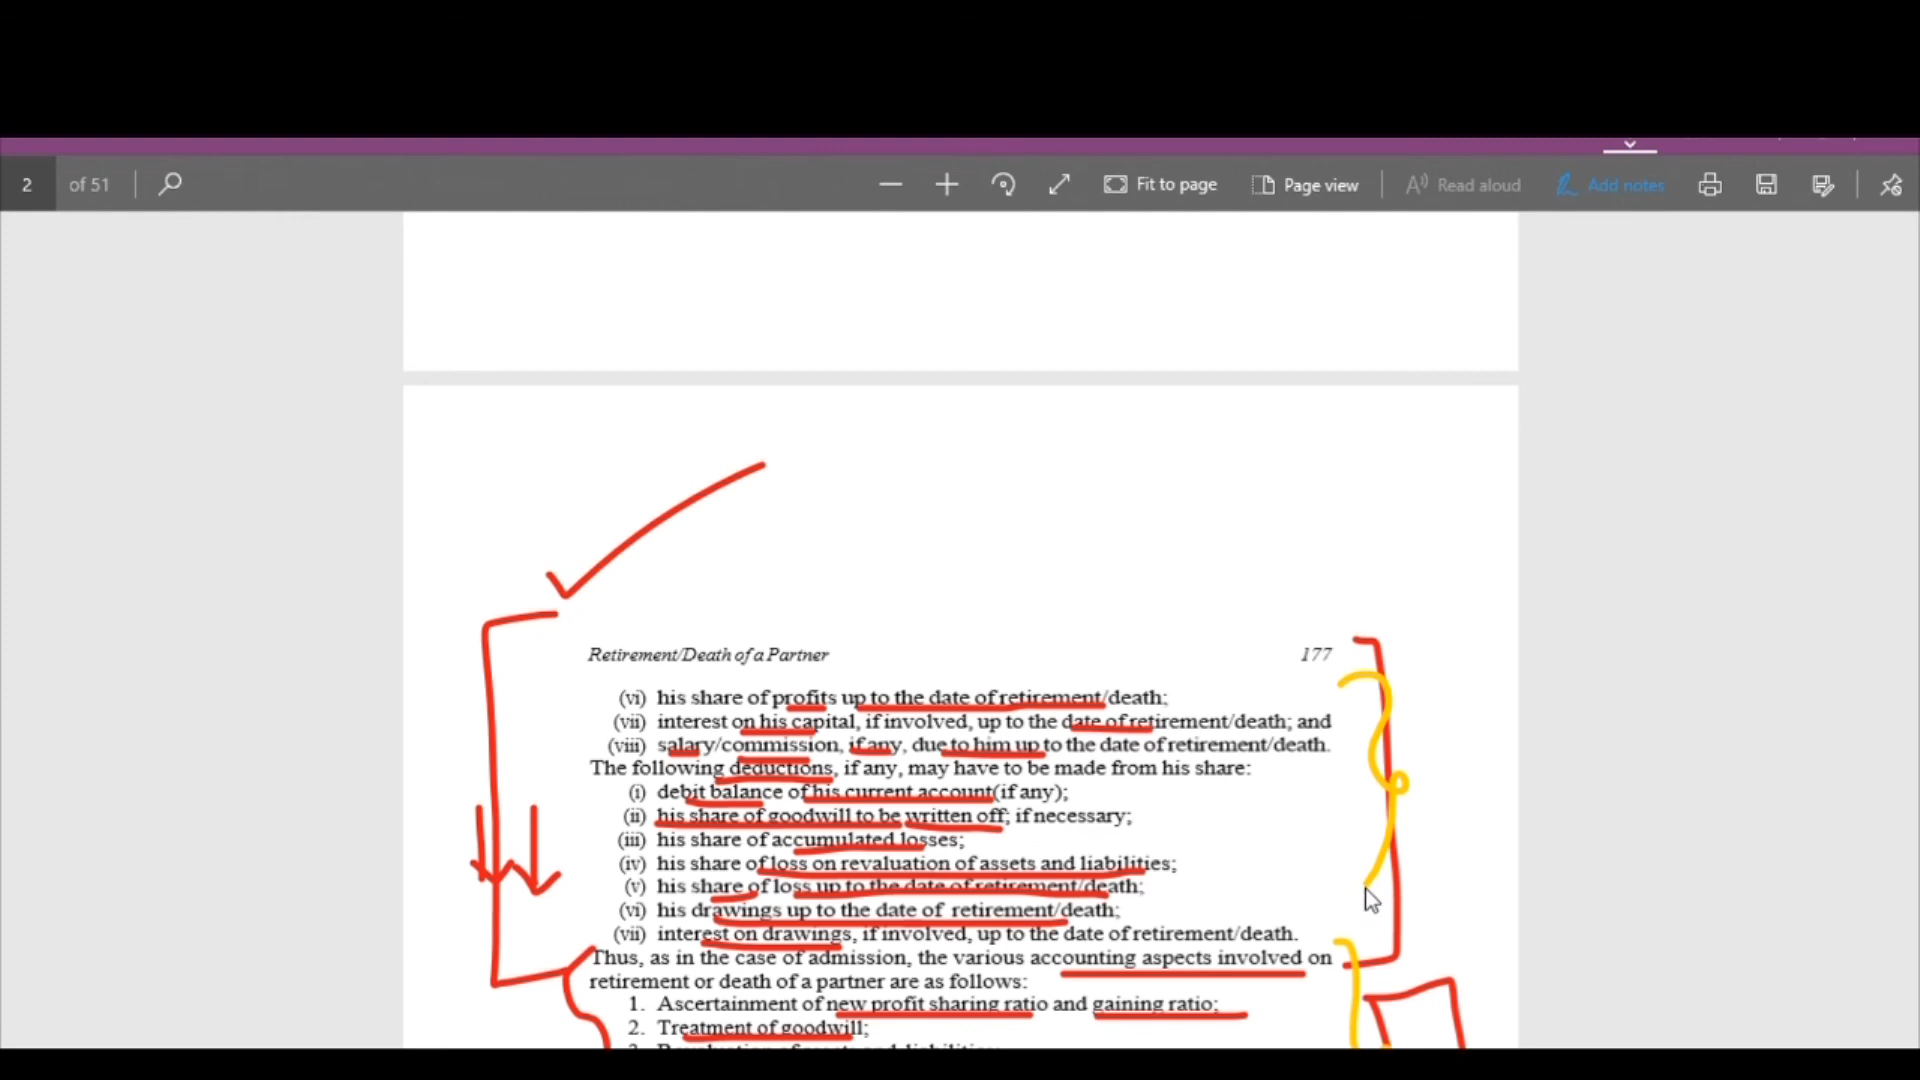 2 of 51 Fit to page Page view Read aloud Add notes
Retirement/Death of a Partner 177
(vi) his share of profits up to the date of retirement/death;
(vii) interest on his capital, if involved, up to the date of retirement/death; and
(viii) salary/commission, if any, due to him up to the date of retirement/death.
The following deductions, if any, may have to be made from his share:
(i) debit balance of his current account(if any);
(ii) his share of goodwill to be written off; if necessary;
(iii) his share of accumulated losses;
(iv) his share of loss on revaluation of assets and liabilities;
(v) his share of loss up to the date of retirement/death;
(vi) his drawings up to the date of retirement/death;
(vii) interest on drawings, if involved, up to the date of retirement/death.
Thus, as in the case of admission, the various accounting aspects involved on
retirement or death of a partner are as follows:
1. Ascertainment of new profit sharing ratio and gaining ratio;
2. Treatment of goodwill;